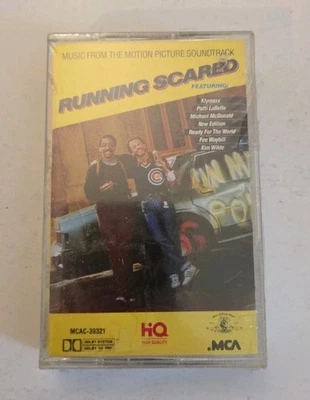 MUSIC FROM THE MOTION PICTURE SOUNDTRACK
RUNNING SCARED
FEATURING:
Klymaxx
Patti LaBelle
Michael McDonald
New Edition
Ready For The World
Fee Waybill
Kim Wilde
MCAC-39321
DOLBY SYSTEM
HiQ
HIGH QUALITY
MCA